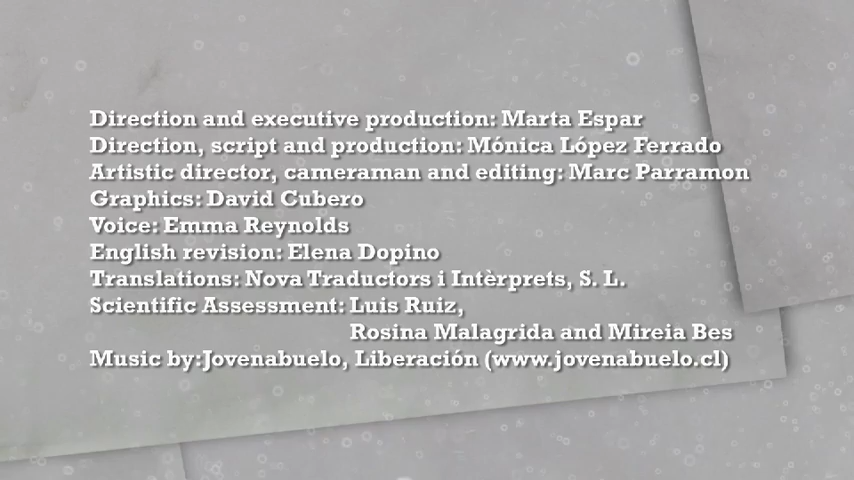 Direction and executive production: Marta Espar
Direction, script and production: Mónica López Ferrado
Artistic director, cameraman and editing: Marc Parramon
Graphics: David Cubero
Voice: Emma Reynolds
English revision: Elena Dopino
Translations: Nova Traductors i Intèrprets, S. L.
Scientific Assessment: Luis Ruiz,
Rosina Malagrida and Mireia Bes
Music by:Jovenabuelo, Liberación (www.jovenabuelo.cl)